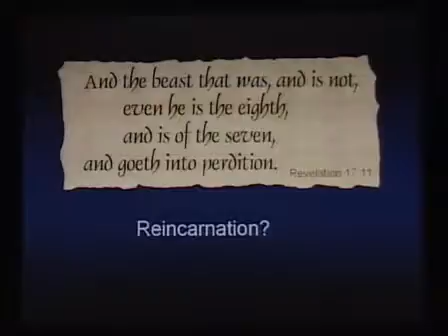 And the beast that was, and is not,
even he is the eighth,
and is of the seven,
and goeth into perdition.
Revelation 17:11
Reincarnation?